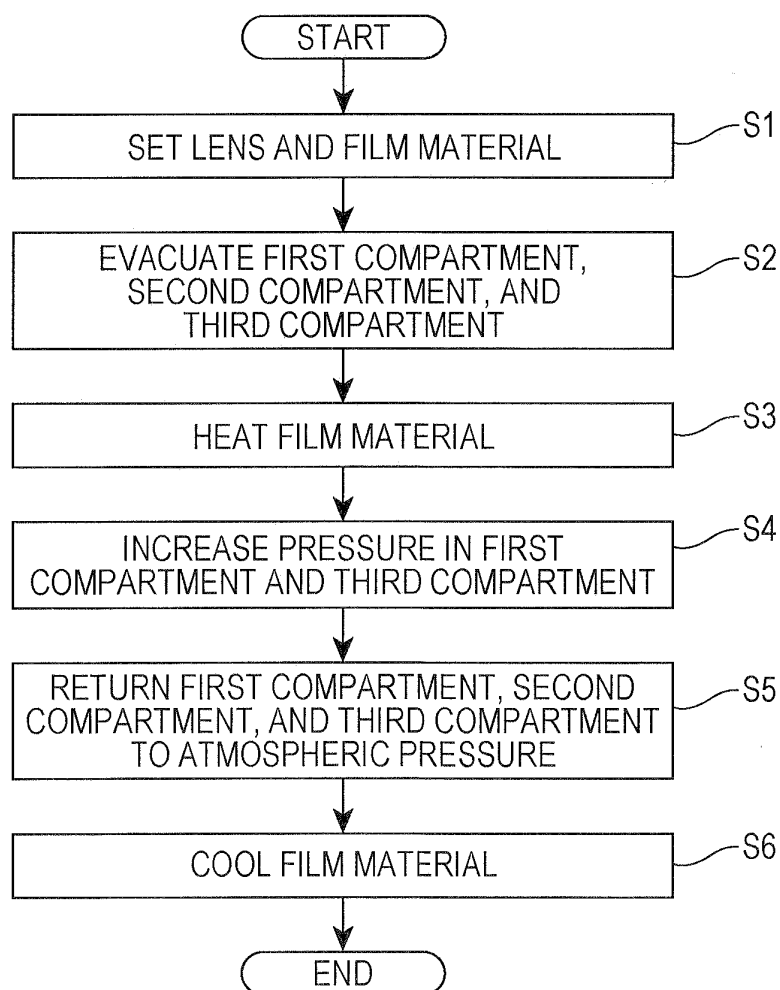 START
SET LENS AND FILM MATERIAL
S1
EVACUATE FIRST COMPARTMENT,
SECOND COMPARTMENT, AND
THIRD COMPARTMENT
S2
HEAT FILM MATERIAL
S3
INCREASE PRESSURE IN FIRST
COMPARTMENT AND THIRD COMPARTMENT
S4
RETURN FIRST COMPARTMENT, SECOND
COMPARTMENT, AND THIRD COMPARTMENT
TO ATMOSPHERIC PRESSURE
S5
COOL FILM MATERIAL
S6
END